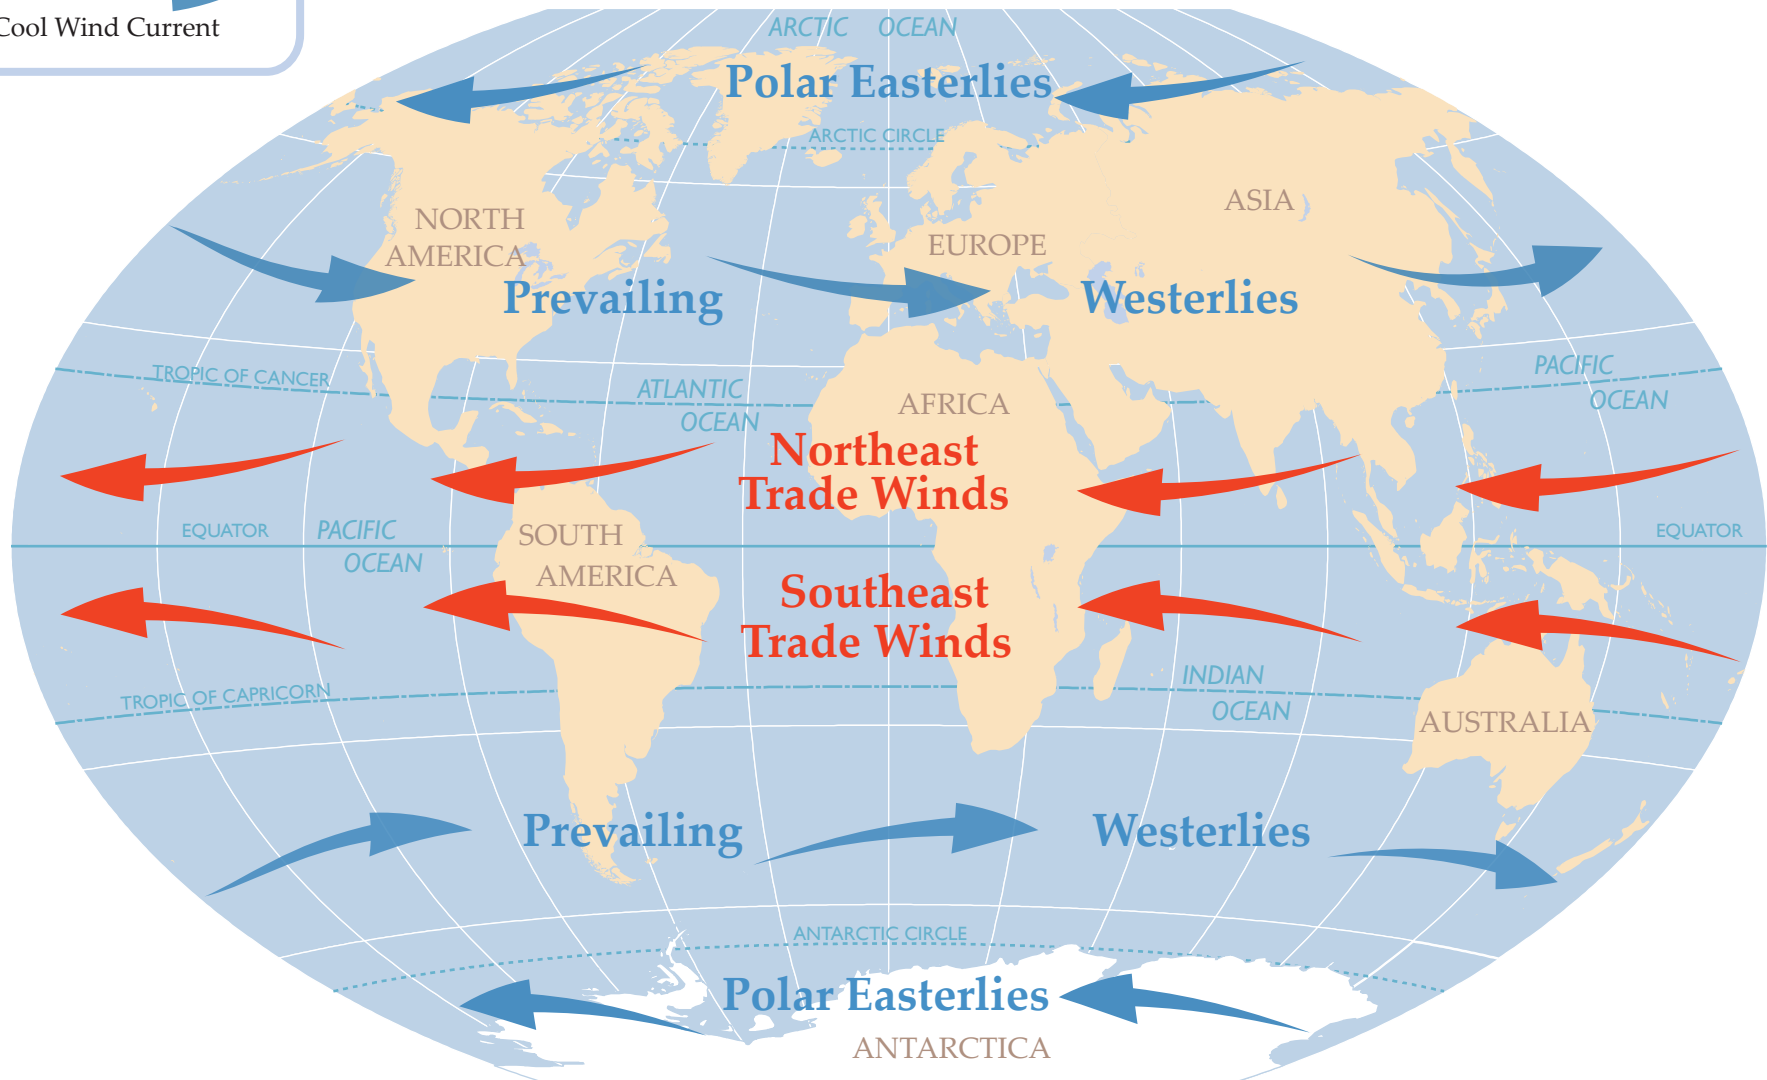 Cool Wind Current
ARCTIC OCEAN
Polar Easterlies
ARCTIC CIRCLE
NORTH
AMERICA
EUROPE
ASIA
Prevailing
Westerlies
TROPIC OF CANCER
ATLANTIC
OCEAN
AFRICA
PACIFIC
OCEAN
Northeast
Trade Winds
EQUATOR
PACIFIC
OCEAN
SOUTH
AMERICA
EQUATOR
Southeast
Trade Winds
TROPIC OF CAPRICORN
INDIAN
OCEAN
AUSTRALIA
Prevailing
Westerlies
ANTARCTIC CIRCLE
Polar Easterlies
ANTARCTICA